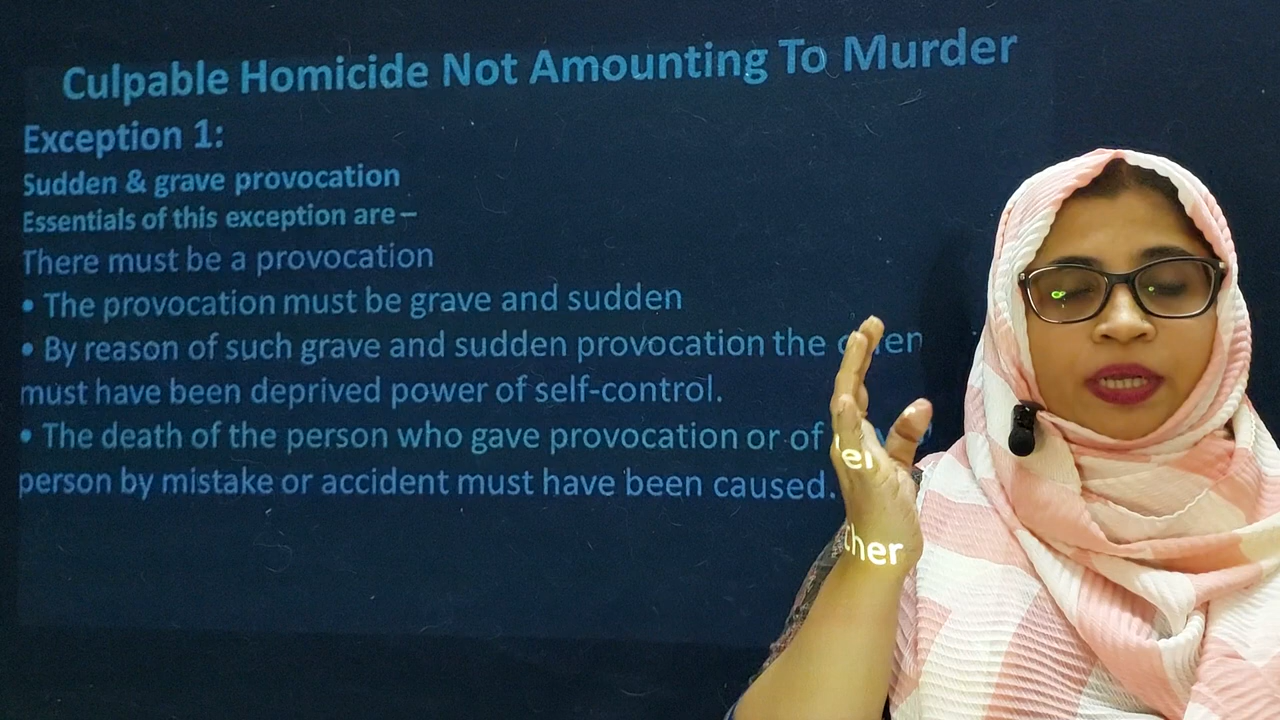 Culpable Homicide Not Amounting To Murder
Exception 1:
Sudden & grave provocation
Essentials of this exception are –
There must be a provocation
• The provocation must be grave and sudden
• By reason of such grave and sudden provocation the
must have been deprived power of self-control.
• The death of the person who gave provocation or of
person by mistake or accident must have been caused.